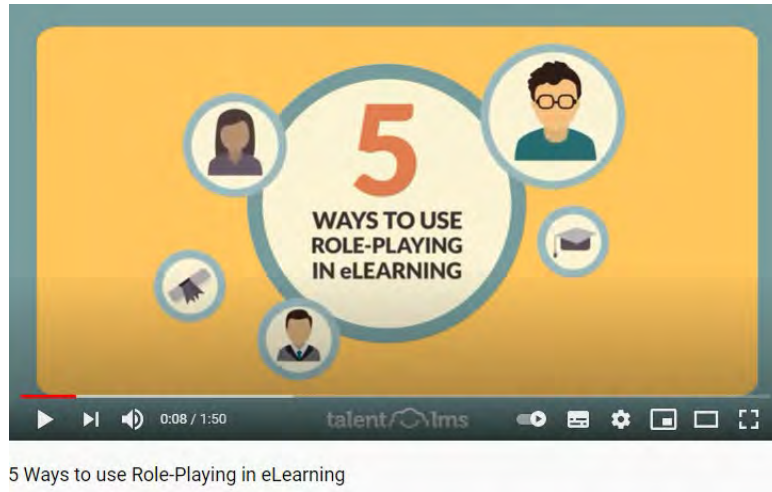 5
WAYS TO USE
ROLE-PLAYING
IN eLEARNING
0:08 / 1:50
talentlms
5 Ways to use Role-Playing in eLearning